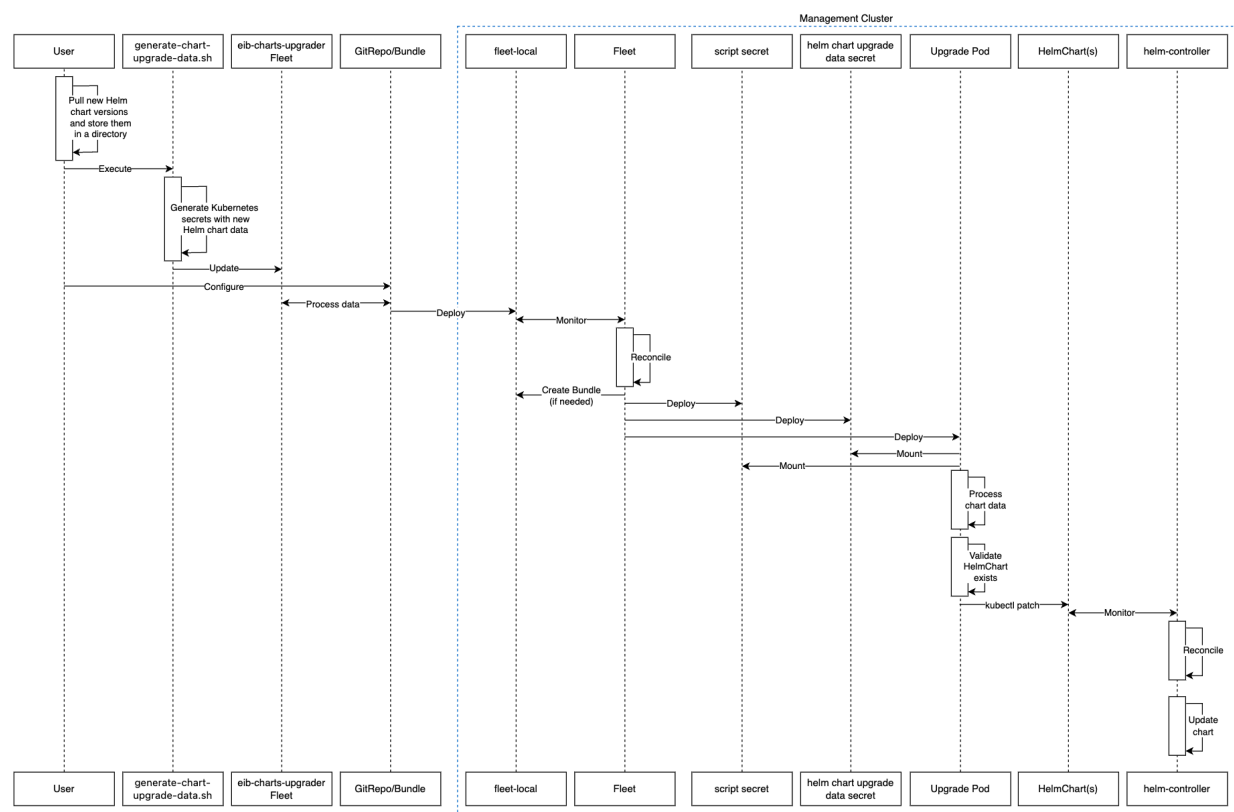 Management Cluster
User
generate-chart-
upgrade-data.sh
eib-charts-upgrader
Fleet
GitRepo/Bundle
fleet-local
Fleet
script secret
helm chart upgrade
data secret
Upgrade Pod
HelmChart(s)
helm-controller
Pull new Helm
chart versions
and store them
in a directory
Execute
Generate Kubernetes
secrets with new
Helm chart data
Update
Configure
Process data
Deploy
Monitor
Reconcile
Create Bundle
(if needed)
Deploy
Deploy
Deploy
Mount
Mount
Process
chart data
Validate
HelmChart
exists
kubectl patch
Monitor
Reconcile
Update
chart
User
generate-chart-
upgrade-data.sh
eib-charts-upgrader
Fleet
GitRepo/Bundle
fleet-local
Fleet
script secret
helm chart upgrade
data secret
Upgrade Pod
HelmChart(s)
helm-controller